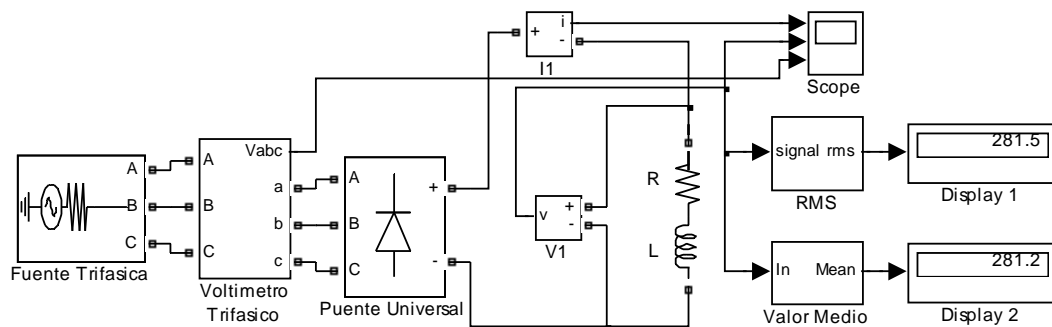 i
+
-
I1
Scope
Vabc
A
A
a
A
+
B
B
b
B
C
C
c
C
-
Fuente Trifasica
Voltimetro
Trifasico
Puente Universal
v
+
-
V1
R
L
signal rms
RMS
281.5
Display 1
In Mean
Valor Medio
281.2
Display 2